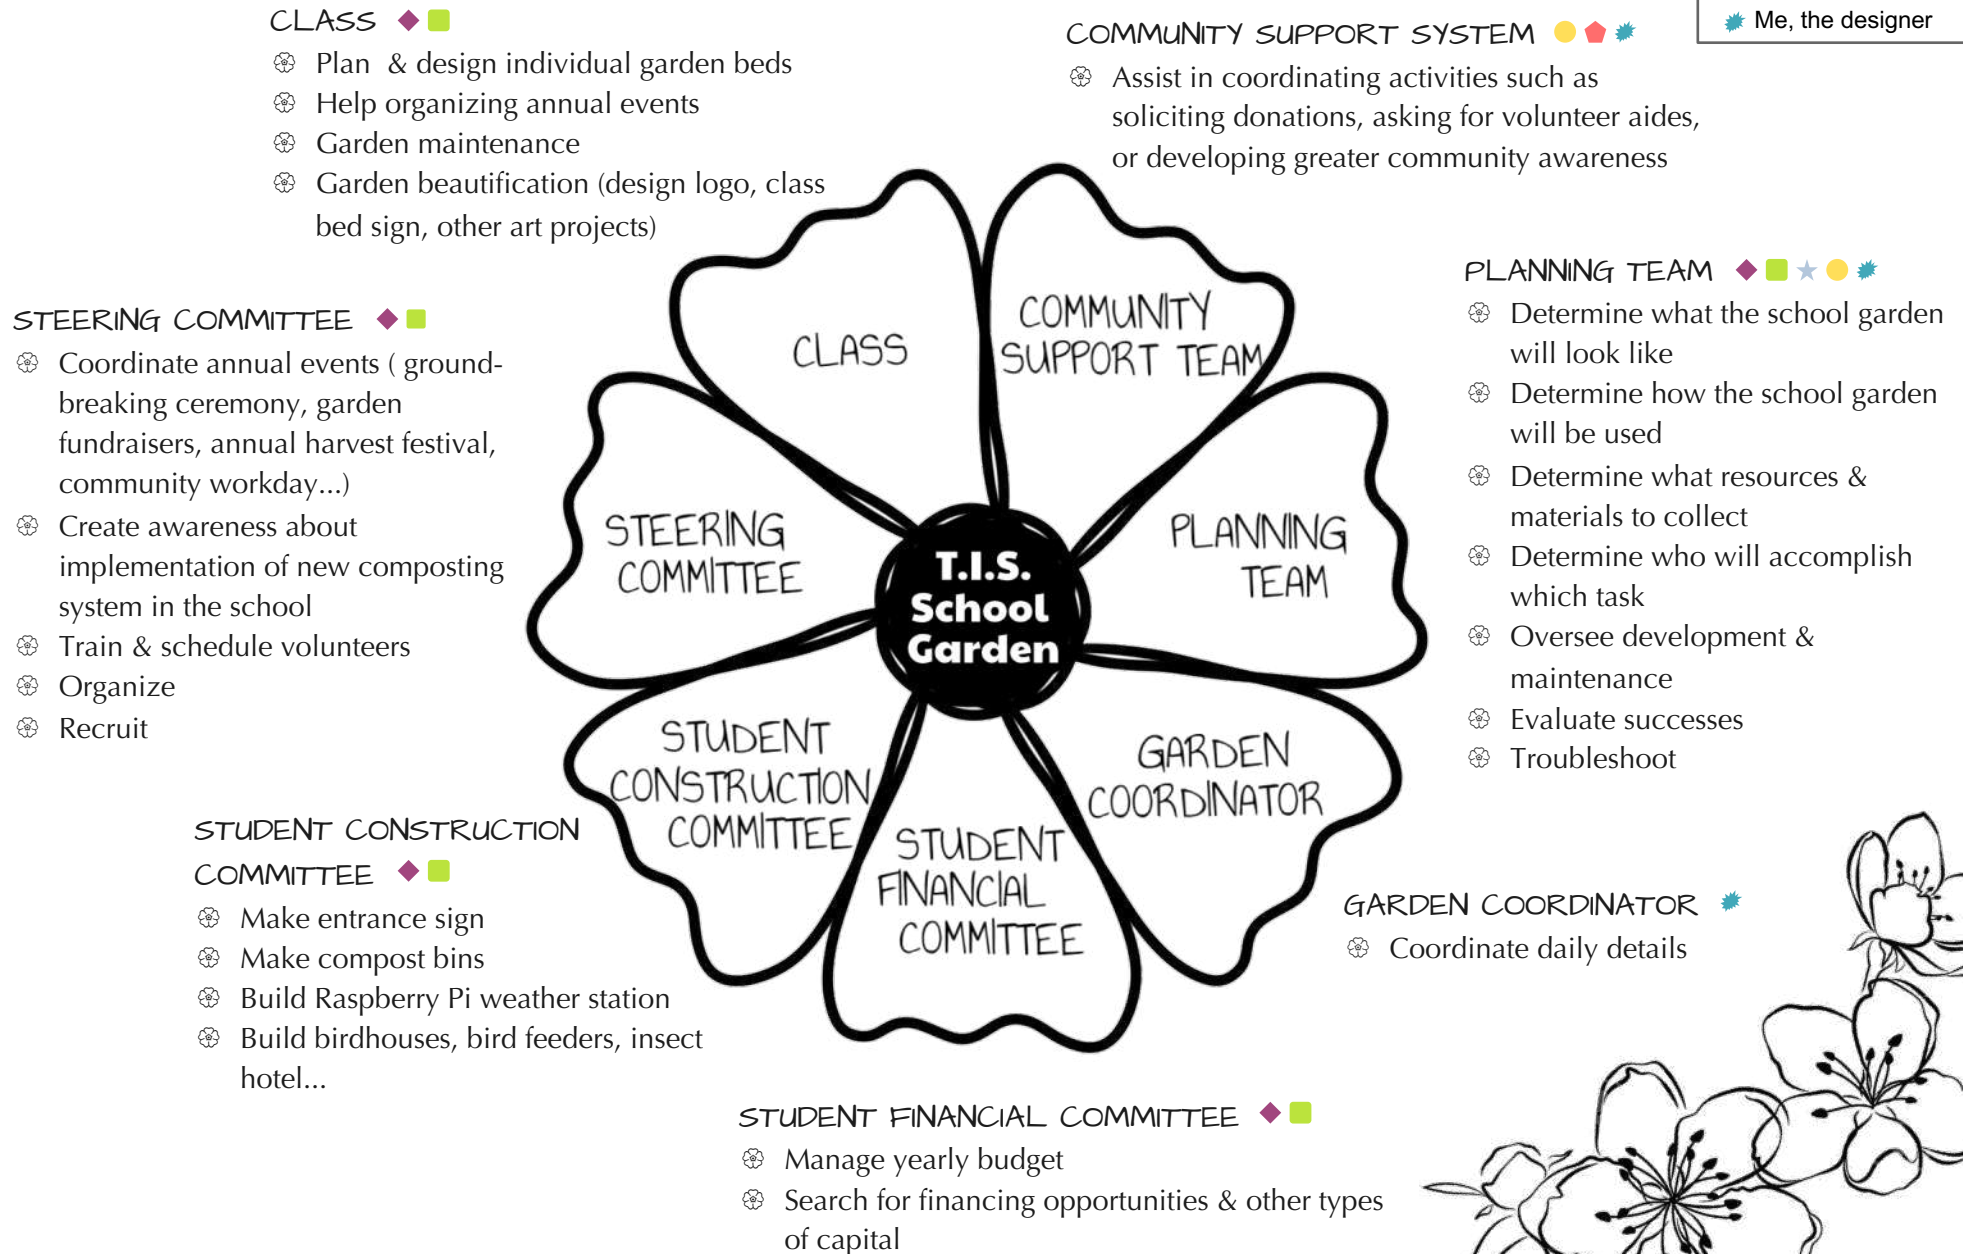 CLASS
Plan & design individual garden beds
Help organizing annual events
Garden maintenance
Garden beautification (design logo, class
bed sign, other art projects)
COMMUNITY SUPPORT SYSTEM
Assist in coordinating activities such as
soliciting donations, asking for volunteer aides,
or developing greater community awareness
Me, the designer
STEERING COMMITTEE
Coordinate annual events ( ground-
breaking ceremony, garden
fundraisers, annual harvest festival,
community workday...)
Create awareness about
implementation of new composting
system in the school
Train & schedule volunteers
Organize
Recruit
PLANNING TEAM
Determine what the school garden
will look like
Determine how the school garden
will be used
Determine what resources &
materials to collect
Determine who will accomplish
which task
Oversee development &
maintenance
Evaluate successes
Troubleshoot
CLASS
COMMUNITY
SUPPORT TEAM
STEERING
COMMITTEE
PLANNING
TEAM
T.I.S.
School
Garden
STUDENT
CONSTRUCTION
COMMITTEE
STUDENT
FINANCIAL
COMMITTEE
GARDEN
COORDINATOR
STUDENT CONSTRUCTION
COMMITTEE
Make entrance sign
Make compost bins
Build Raspberry Pi weather station
Build birdhouses, bird feeders, insect
hotel...
GARDEN COORDINATOR
Coordinate daily details
STUDENT FINANCIAL COMMITTEE
Manage yearly budget
Search for financing opportunities & other types
of capital